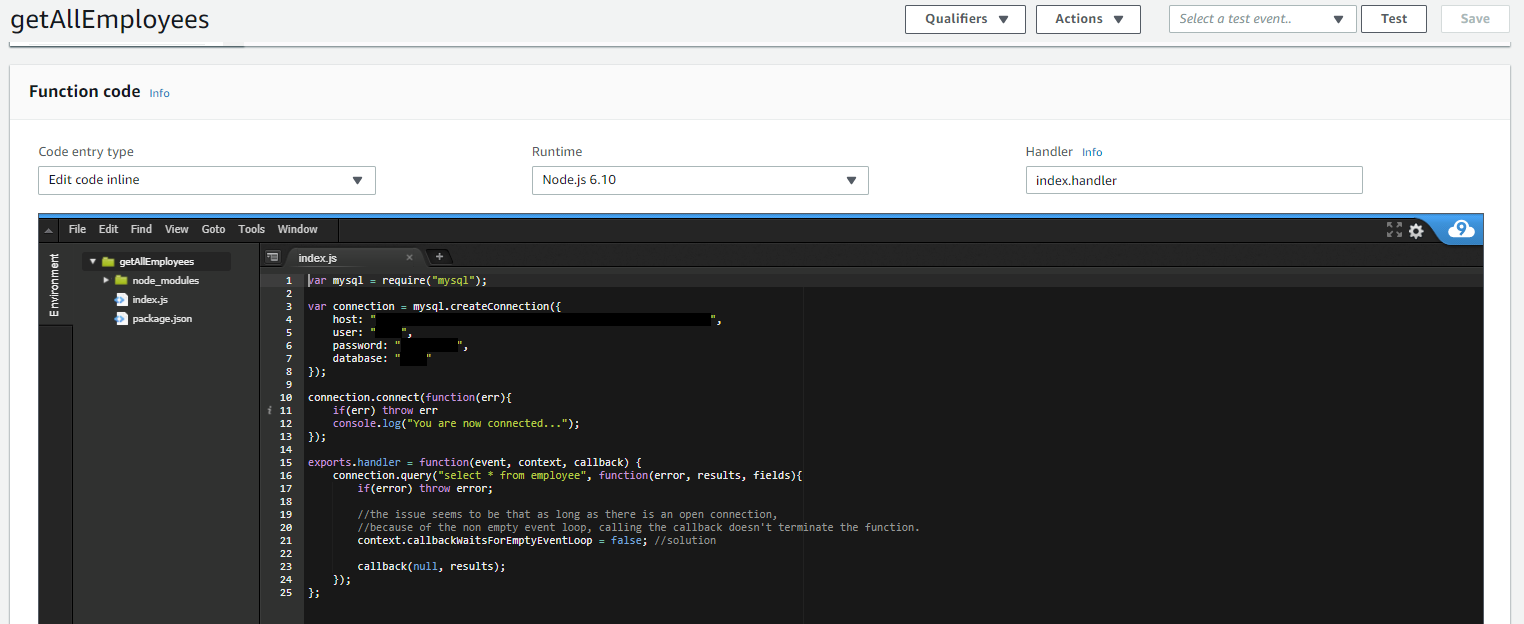 getAllEmployees
Qualifiers
Actions
Select a test event..
Test
Save
Function code Info
Code entry type
Edit code inline
Runtime
Node.js 6.10
Handler Info
index.handler
File Edit Find View Goto Tools Window
9
Environment
getAllEmployees
node_modules
index.js
package.json
index.js × +
1 var mysql = require("mysql");
2
3 var connection = mysql.createConnection({
4 host: "",
5 user: "",
6 password: "",
7 database: ""
8 });
9
10 connection.connect(function(err){
i 11 if(err) throw err
12 console.log("You are now connected...");
13 });
14
15 exports.handler = function(event, context, callback) {
16 connection.query("select * from employee", function(error, results, fields){
17 if(error) throw error;
18
19 //the issue seems to be that as long as there is an open connection,
20 //because of the non empty event loop, calling the callback doesn't terminate the function.
21 context.callbackWaitsForEmptyEventLoop = false; //solution
22
23 callback(null, results);
24 });
25 };